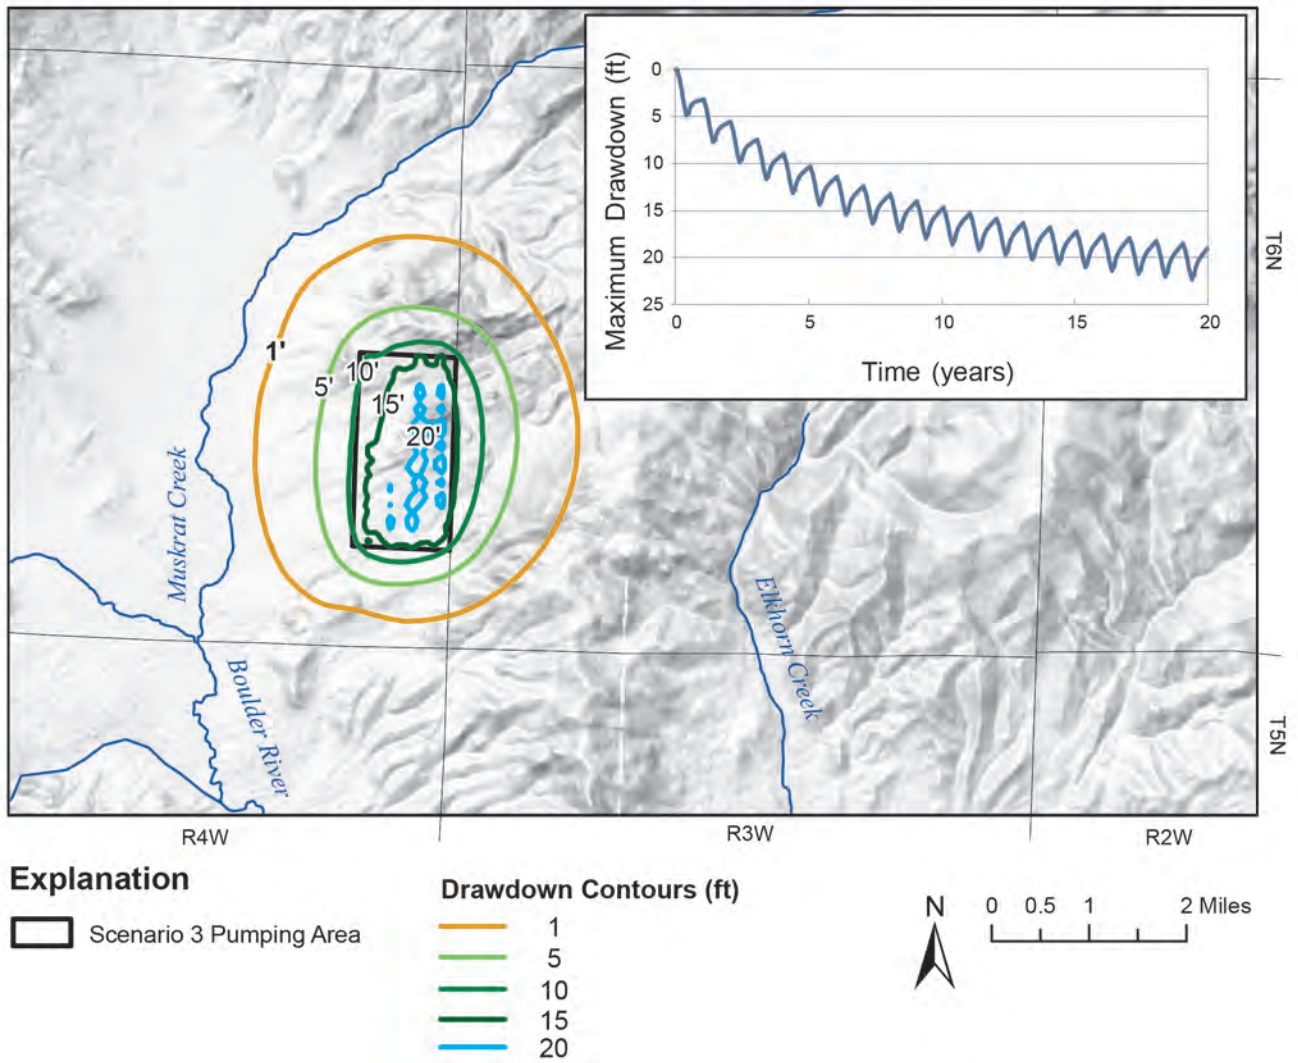 Maximum Drawdown (ft)
0
5
10
15
20
25
0
5
10
15
20
Time (years)
T6N
1'
5'
10'
15'
20'
Muskrat Creek
Elkhorn Creek
Boulder River
T5N
R4W
R3W
R2W
Explanation
Scenario 3 Pumping Area
Drawdown Contours (ft)
1
5
10
15
20
N
0 0.5 1 2 Miles